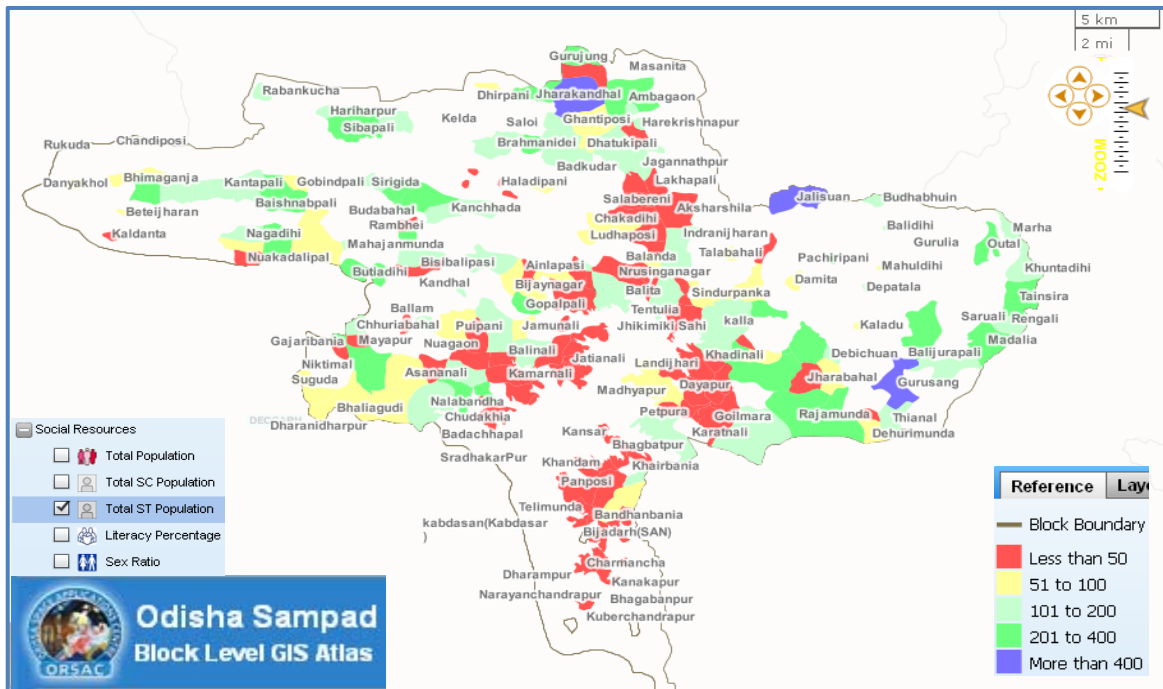 5 km
2 mi
ZOOM
Gurujung
Masanita
Rabankucha
Dhirpani
Jharakandhal
Ambagaon
Hariharpur
Sibapali
Kelda
Saloi
Ghantiposi
Harekrishnapur
Rukuda
Chandiposi
Brahmanidei
Dhatukipali
Badkudar
Jagannathpur
Danyakhol
Bhimaganja
Kantapali
Gobindpali
Sirigida
Haladipani
Lakhapali
Baishnabpali
Salabereni
Jalisuan
Budhabhuin
Beteijharan
Budabahal
Kanchhada
Chakadihi
Aksharshila
Kaldanta
Nagadihi
Rambhei
Ludhaposi
Indranijharan
Balidihi
Marha
Mahajanmunda
Gurulia
Outal
Nuakadalipal
Bisibalipasi
Ainlapasi
Balanda
Talabahali
Pachiripani
Butiadihi
Kandhal
Bijaynagar
Nrusinganagar
Damita
Mahuldihi
Khuntadihi
Balita
Sindurpanka
Depatala
Tainsira
Ballam
Gopalpali
Tentulia
Saruali
Rengali
Chhuriabahal
Puipani
Jamunali
Jhikimiki Sahi
kalla
Kaladu
Madalia
Gajaribania
Mayapur
Nuagaon
Balinali
Jatianali
Landijhari
Khadinali
Debichuan
Balijurapali
Niktimal
Asananali
Kamarnali
Dayapur
Jharabahal
Gurusang
Suguda
Madhyapur
Bhaliagudi
Nalabandha
Petpura
Goilmara
Rajamunda
Thianal
Dharanidharpur
Chudakhia
Kansar
Karatnali
Dehurimunda
Badachhapal
Bhagbatpur
SradhakarPur
Khandam
Khairbania
Panposi
Telimunda
Bandhanbania
kabdasan(Kabdasar
)
Bijadarh(SAN)
Charmancha
Dharampur
Kanakapur
Narayanchandrapur
Bhagabanpur
Kuberchandrapur
Social Resources
Total Population
Total SC Population
Total ST Population
Literacy Percentage
Sex Ratio
ORSAC
Odisha Sampad
Block Level GIS Atlas
Reference
Block Boundary
Less than 50
51 to 100
101 to 200
201 to 400
More than 400